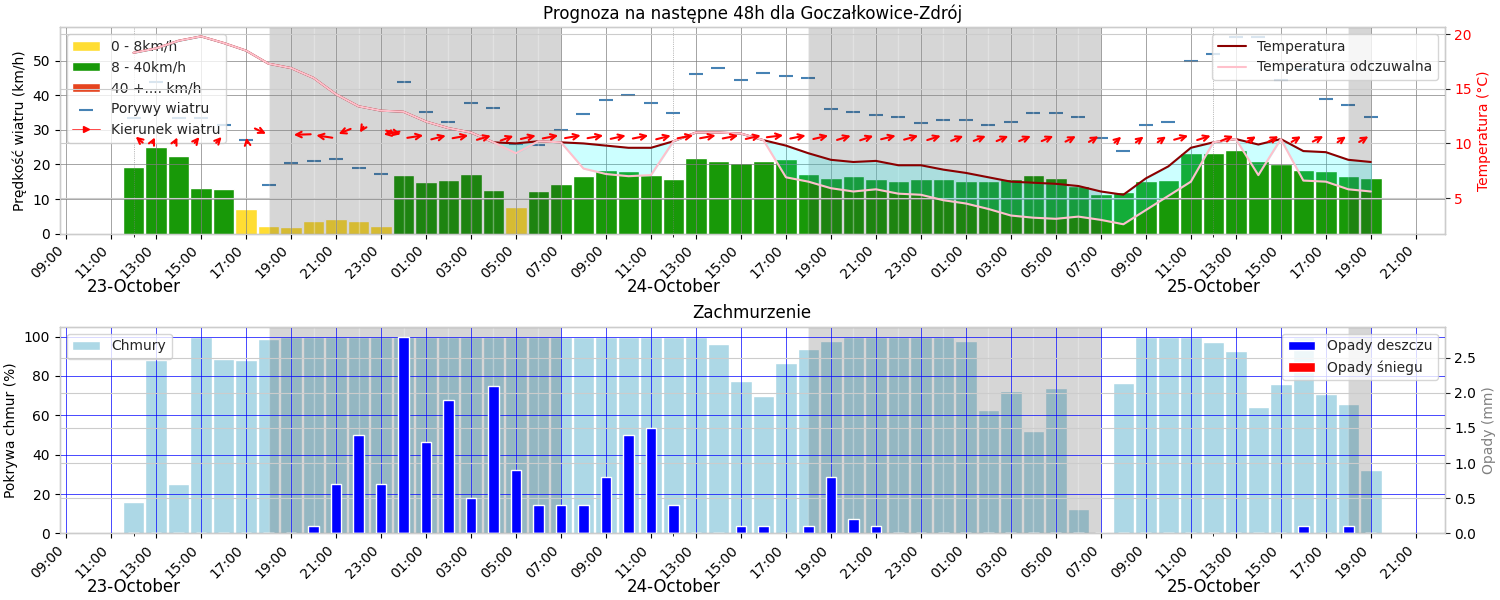 Prognoza na następne 48h dla Goczałkowice-Zdrój
Prędkość wiatru (km/h)
0 - 8km/h
8 - 40km/h
40 +.... km/h
Porywy wiatru
Kierunek wiatru
Temperatura
Temperatura odczuwalna
50
40
30
20
10
0
20
15
10
5
Temperatura (°C)
09:00 11:00 13:00 15:00 17:00 19:00 21:00 23:00 01:00 03:00 05:00 07:00 09:00 11:00 13:00 15:00 17:00 19:00 21:00 23:00 01:00 03:00 05:00 07:00 09:00 11:00 13:00 15:00 17:00 19:00 21:00
23-October 24-October 25-October
Zachmurzenie
Pokrywa chmur (%)
Chmury
Opady deszczu
Opady śniegu
100
80
60
40
20
0
2.5
2.0
1.5
1.0
0.5
0.0
Opady (mm)
09:00 11:00 13:00 15:00 17:00 19:00 21:00 23:00 01:00 03:00 05:00 07:00 09:00 11:00 13:00 15:00 17:00 19:00 21:00 23:00 01:00 03:00 05:00 07:00 09:00 11:00 13:00 15:00 17:00 19:00 21:00
23-October 24-October 25-October